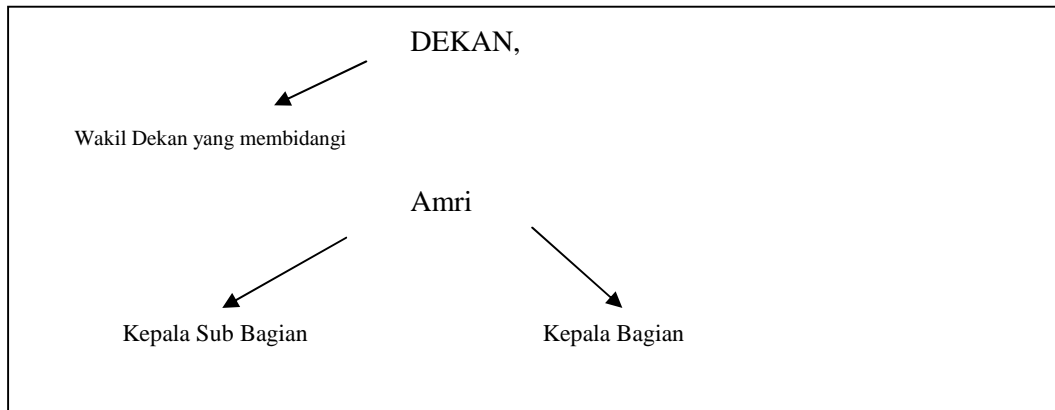 DEKAN,
Wakil Dekan yang membidangi
Amri
Kepala Sub Bagian
Kepala Bagian